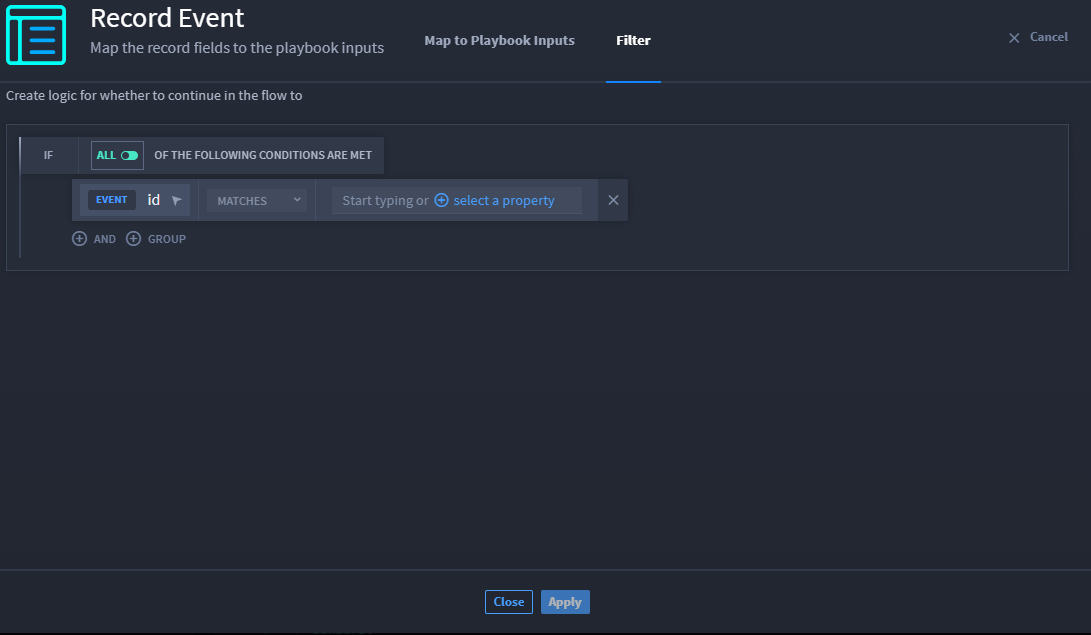 Record Event
Map the record fields to the playbook inputs
Map to Playbook Inputs
Filter
Cancel
Create logic for whether to continue in the flow to
IF ALL OF THE FOLLOWING CONDITIONS ARE MET
EVENT id MATCHES Start typing or select a property
AND GROUP
Close Apply